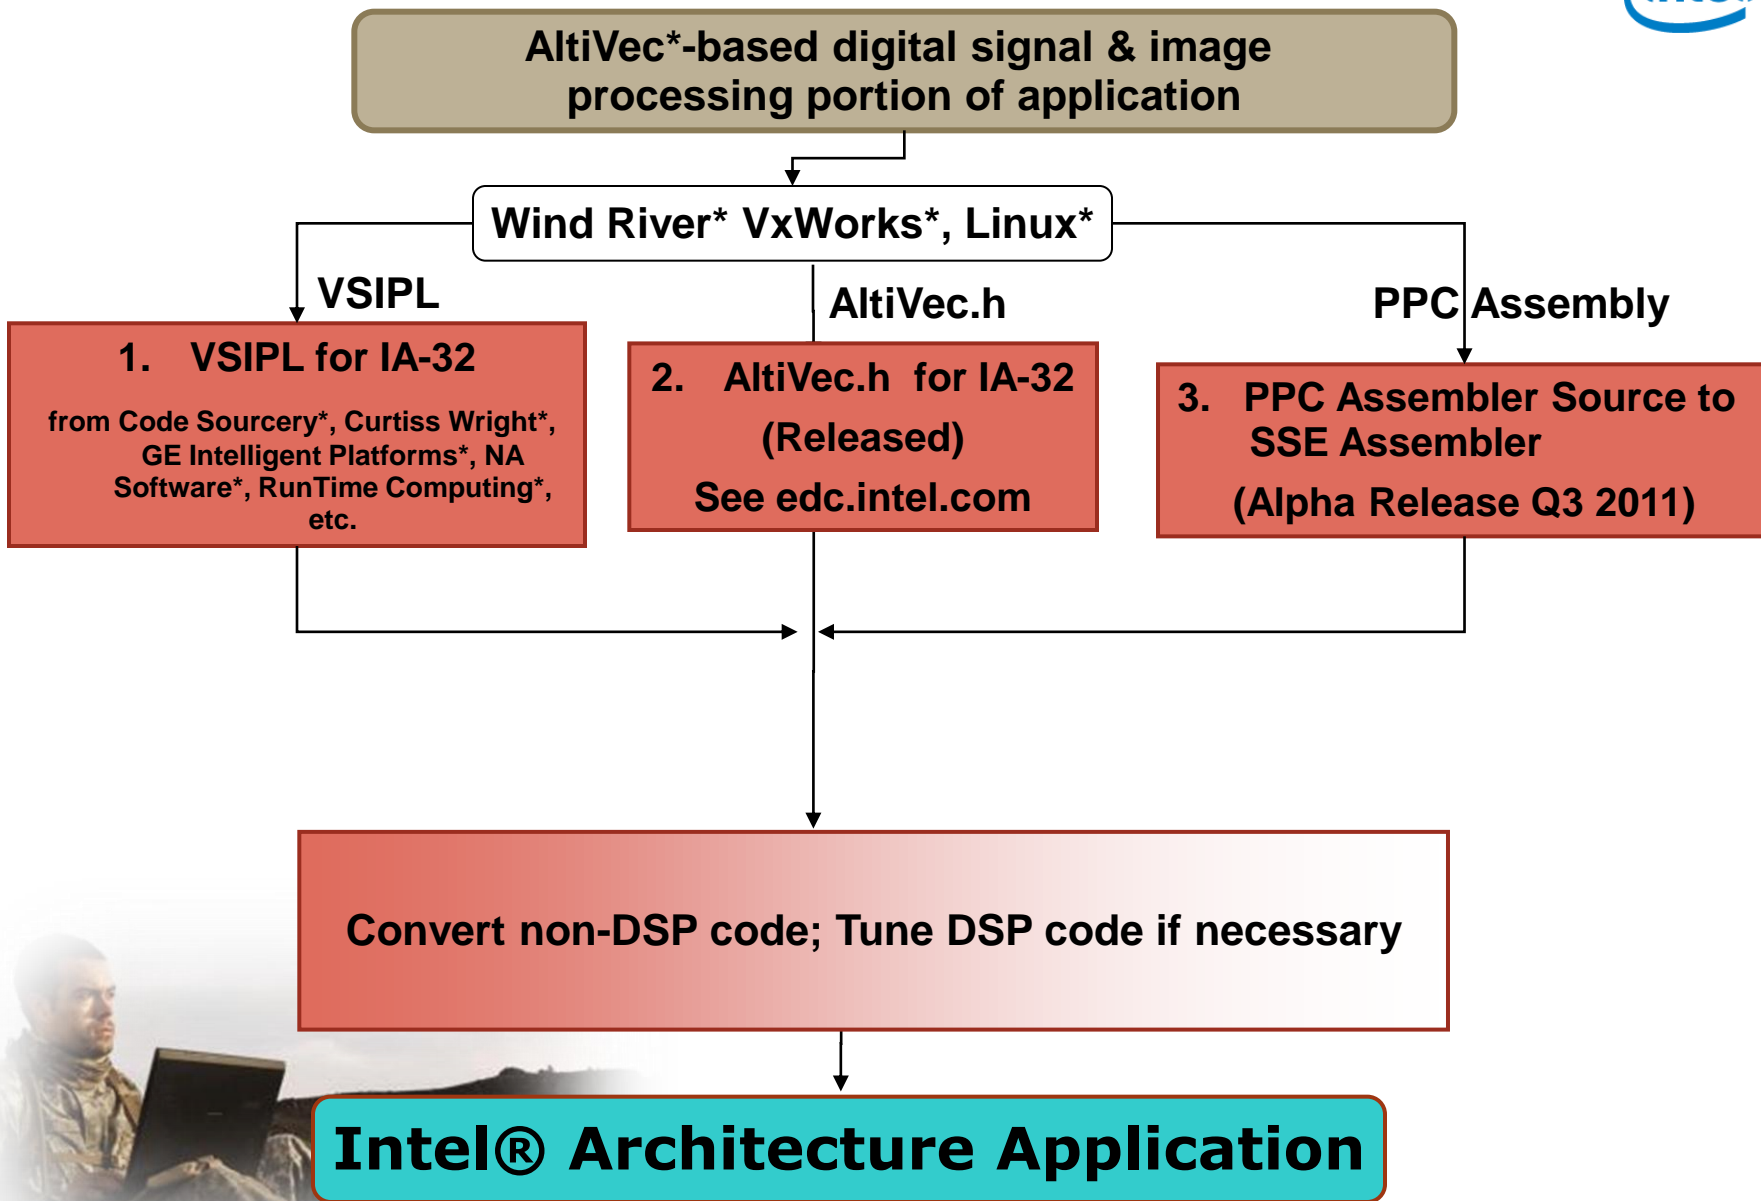 AltiVec*-based digital signal & image
processing portion of application
Wind River* VxWorks*, Linux*
VSIPL
AltiVec.h
PPC Assembly
1. VSIPL for IA-32
from Code Sourcery*, Curtiss Wright*,
GE Intelligent Platforms*, NA
Software*, RunTime Computing*,
etc.
2. AltiVec.h for IA-32
(Released)
See edc.intel.com
3. PPC Assembler Source to
SSE Assembler
(Alpha Release Q3 2011)
Convert non-DSP code; Tune DSP code if necessary
Intel® Architecture Application